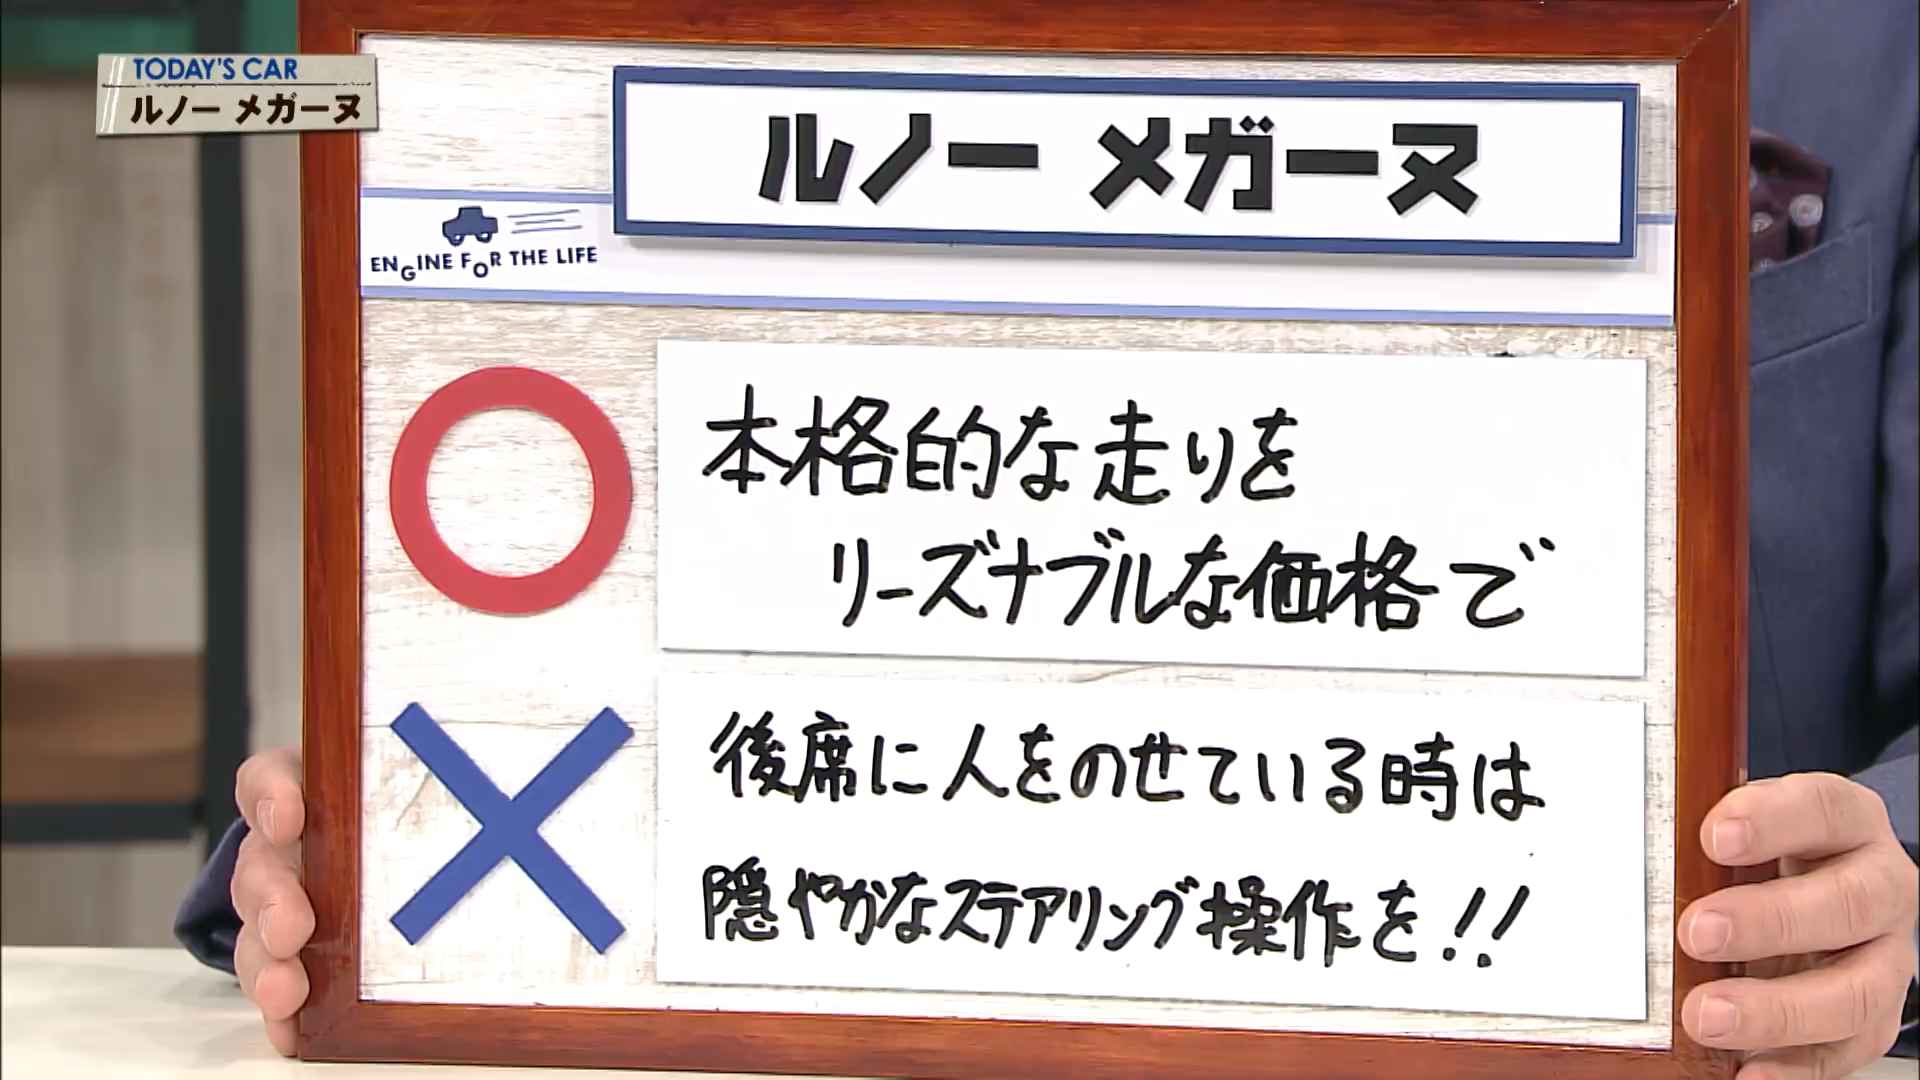 TODAY'S CAR
ルノー メガーヌ
ルノー メガーヌ
ENGINE FOR THE LIFE
本格的な走りを
リーズナブルな価格で
後席に人をのせている時は
隠やかなステアリング操作を!!